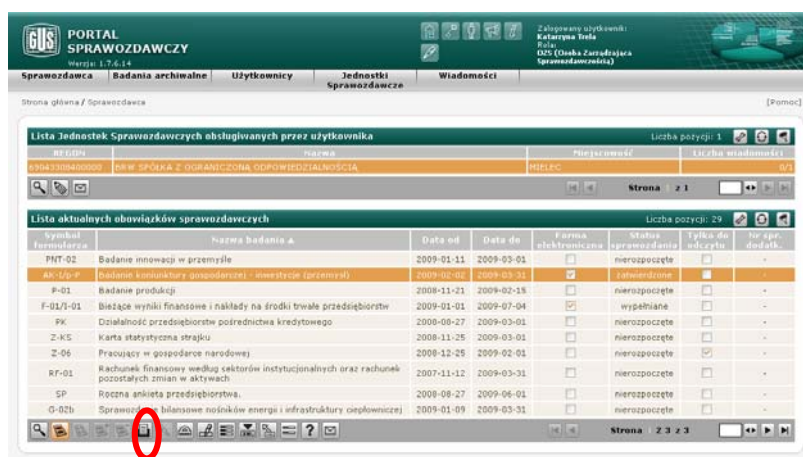 GUS PORTAL SPRAWOZDAWCZY
Wersja: 1.7.6.14
Zalogowany użytkownik:
Katarzyna Trela
Rola:
OZS (Osoba Zarządzająca
Sprawozdawczością)
Sprawozdawca Badania archiwalne Użytkownicy Jednostki Sprawozdawcze Wiadomości
Strona główna / Sprawozdawca [Pomoc]
Lista Jednostek Sprawozdawczych obsługiwanych przez użytkownika Liczba pozycji: 1
REGON Nazwa Miejscowość Liczba wiadomości
BRW SPÓŁKA Z OGRANICZONĄ ODPOWIEDZIALNOŚCIĄ MIELEC 0/1
Strona 1 z 1
Lista aktualnych obowiązków sprawozdawczych Liczba pozycji: 29
Symbol formularza Nazwa badania Data od Data do Forma elektroniczna Status sprawozdania Tylko do odczytu Nr spr. dodatk.
PNT-02 Badanie innowacji w przemyśle 2009-01-11 2009-03-01 nierozpoczęte -
AK-I/p-P Badanie koniunktury gospodarczej - inwestycje (przemysł) 2009-02-02 2009-03-31 zatwierdzone -
P-01 Badanie produkcji 2008-11-21 2009-02-15 nierozpoczęte -
F-01/I-01 Bieżące wyniki finansowe i nakłady na środki trwałe przedsiębiorstw 2009-01-01 2009-07-04 wypełniane -
PK Działalność przedsiębiorstw pośrednictwa kredytowego 2008-08-27 2009-03-01 nierozpoczęte -
Z-KS Karta statystyczna strajku 2008-11-25 2009-03-01 nierozpoczęte -
Z-06 Pracujący w gospodarce narodowej 2008-12-25 2009-02-01 nierozpoczęte -
RF-01 Rachunek finansowy według sektorów instytucjonalnych oraz rachunek pozostałych zmian w aktywach 2007-11-12 2009-03-01 nierozpoczęte -
SP Roczna ankieta przedsiębiorstwa. 2008-08-27 2009-06-01 nierozpoczęte -
G-02b Sprawozdanie bilansowe nośników energii i infrastruktury ciepłowniczej 2009-01-09 2009-03-31 nierozpoczęte -
Strona 1 2 3 z 3